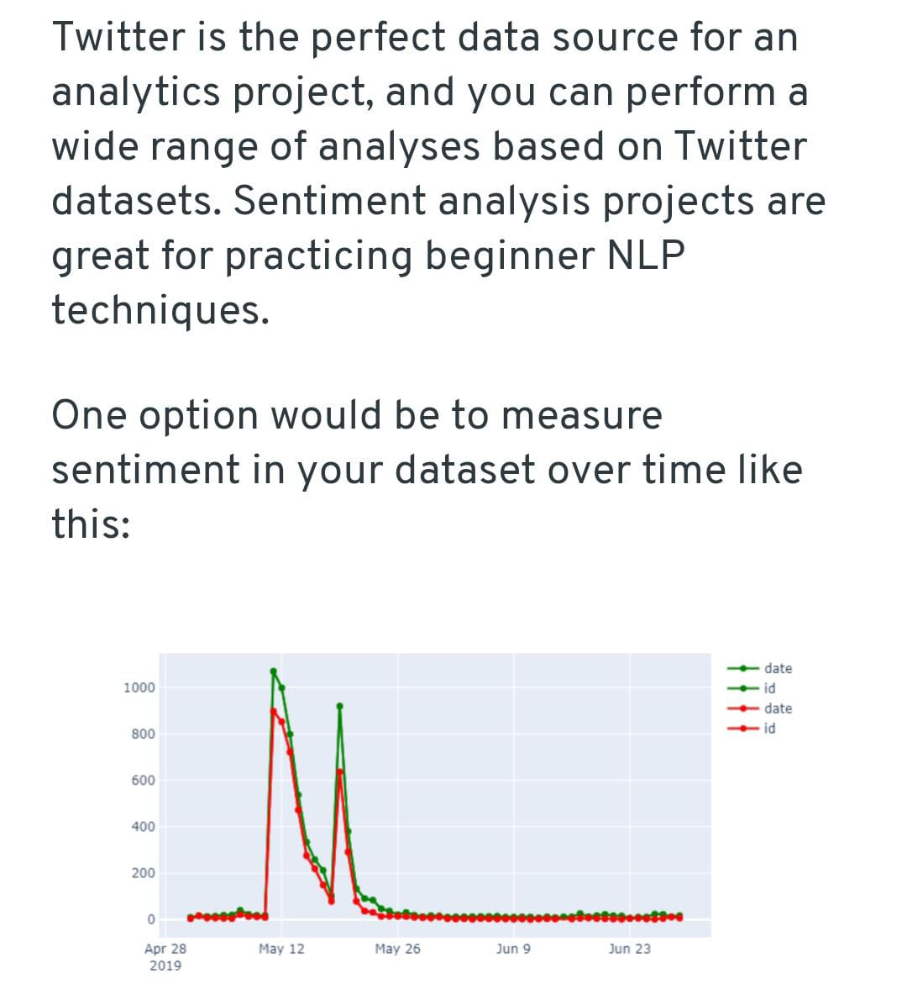 Twitter is the perfect data source for an
analytics project, and you can perform a
wide range of analyses based on Twitter
datasets. Sentiment analysis projects are
great for practicing beginner NLP
techniques.
One option would be to measure
sentiment in your dataset over time like
this:
date
id
date
id
1000
800
600
400
200
0
Apr 28
2019
May 12
May 26
Jun 9
Jun 23